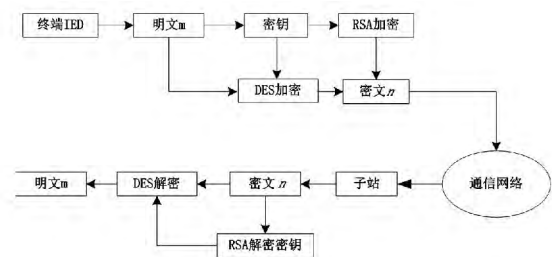 终端IED
明文m
密钥
RSA加密
DES加密
密文n
通信网络
明文m
DES解密
密文n
子站
RSA解密密钥